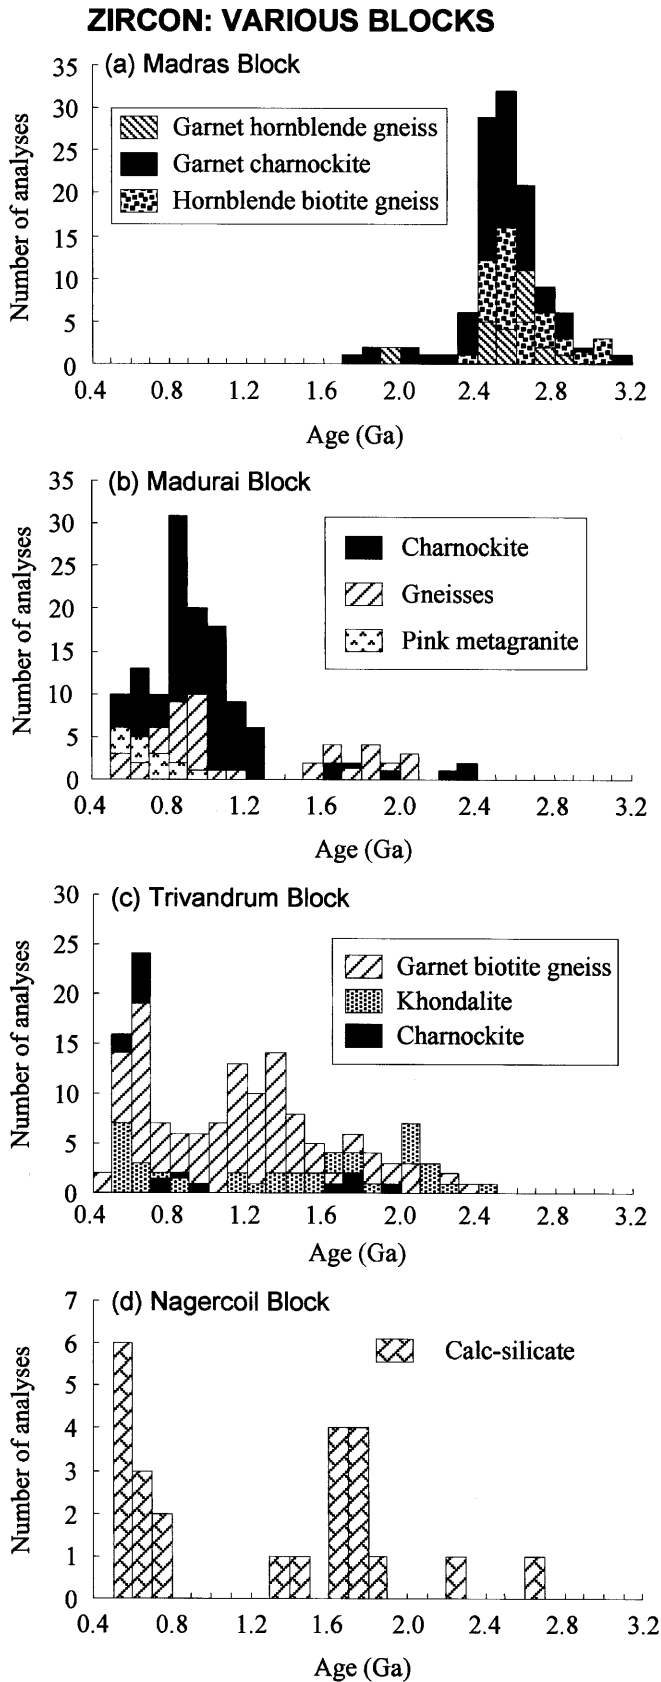 ZIRCON: VARIOUS BLOCKS
(a) Madras Block
Number of analyses
35
30
25
20
15
10
5
0
Garnet hornblende gneiss
Garnet charnockite
Hornblende biotite gneiss
0.4 0.8 1.2 1.6 2.0 2.4 2.8 3.2
Age (Ga)
(b) Madurai Block
Number of analyses
35
30
25
20
15
10
5
0
Charnockite
Gneisses
Pink metagranite
0.4 0.8 1.2 1.6 2.0 2.4 2.8 3.2
Age (Ga)
(c) Trivandrum Block
Number of analyses
30
25
20
15
10
5
0
Garnet biotite gneiss
Khondalite
Charnockite
0.4 0.8 1.2 1.6 2.0 2.4 2.8 3.2
Age (Ga)
(d) Nagercoil Block
Number of analyses
7
6
5
4
3
2
1
0
Calc-silicate
0.4 0.8 1.2 1.6 2.0 2.4 2.8 3.2
Age (Ga)